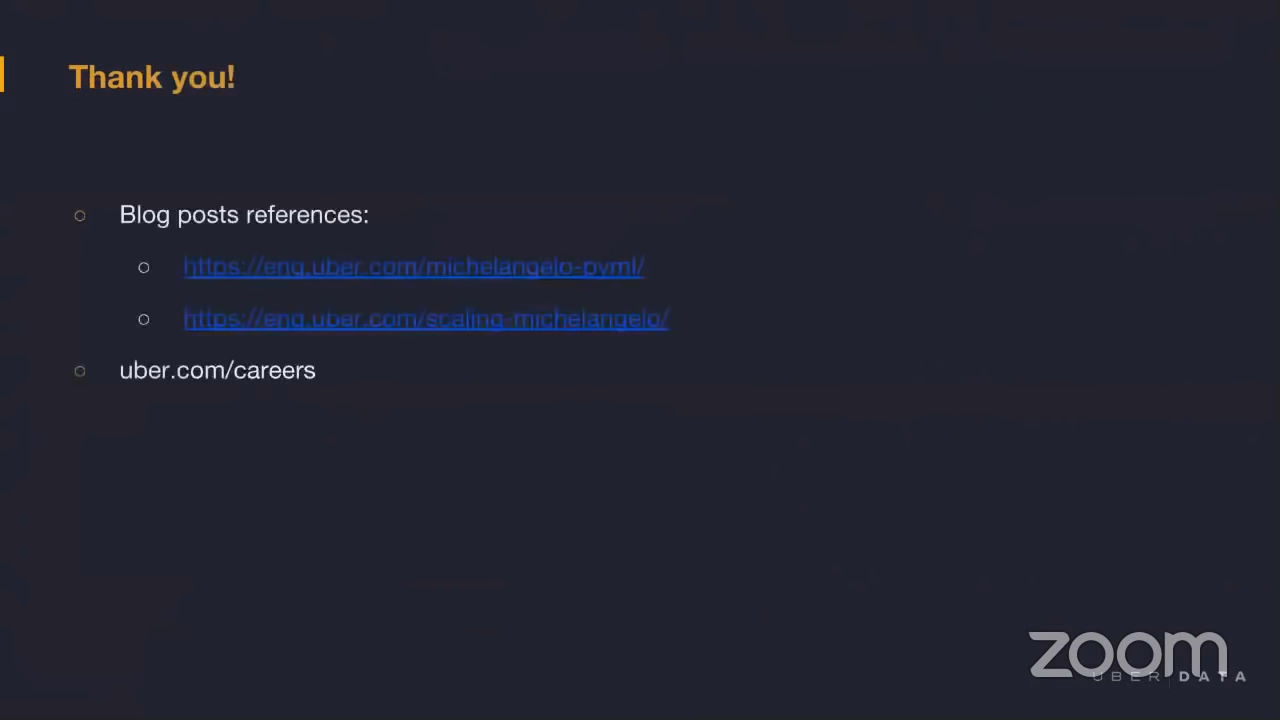 Thank you!
Blog posts references:
https://eng.uber.com/michelangelo-pyml/
https://eng.uber.com/scaling-michelangelo/
uber.com/careers
zoom
UBER | DATA